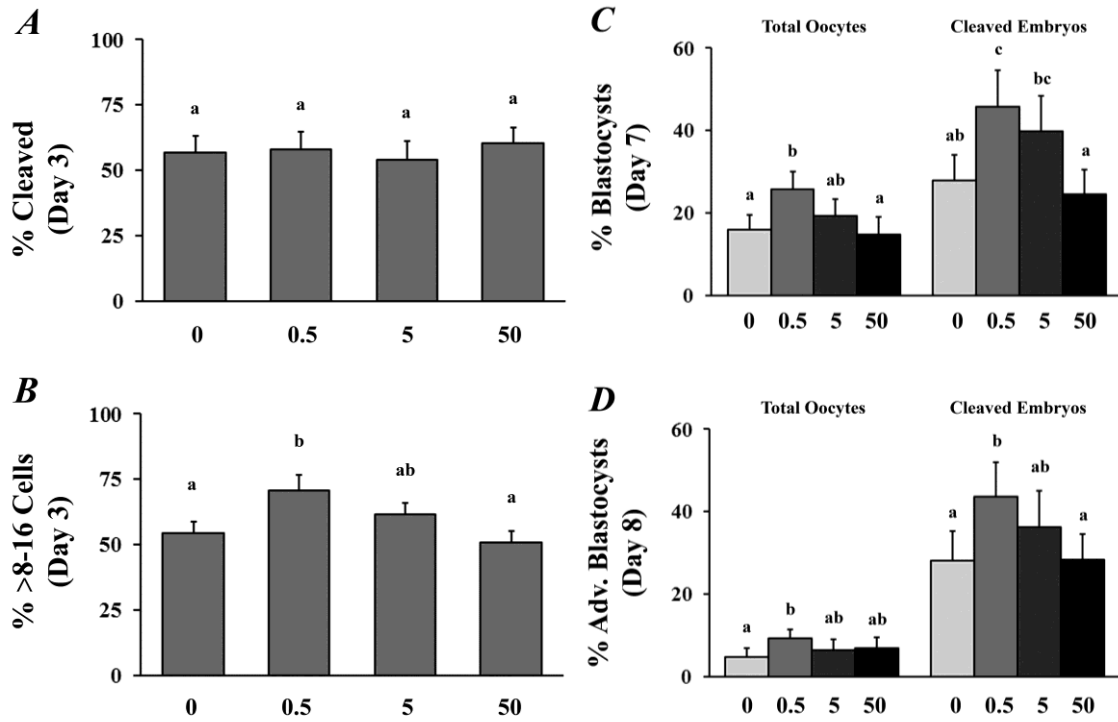 A
100
75
50
25
0
% Cleaved
(Day 3)
a a a a
0 0.5 5 50
B
100
75
50
25
0
% >8-16 Cells
(Day 3)
a b ab a
0 0.5 5 50
C
Total Oocytes Cleaved Embryos
60
40
20
0
% Blastocysts
(Day 7)
a b ab a ab c bc a
0 0.5 5 50 0 0.5 5 50
D
Total Oocytes Cleaved Embryos
60
40
20
0
% Adv. Blastocysts
(Day 8)
a b ab ab a b ab a
0 0.5 5 50 0 0.5 5 50